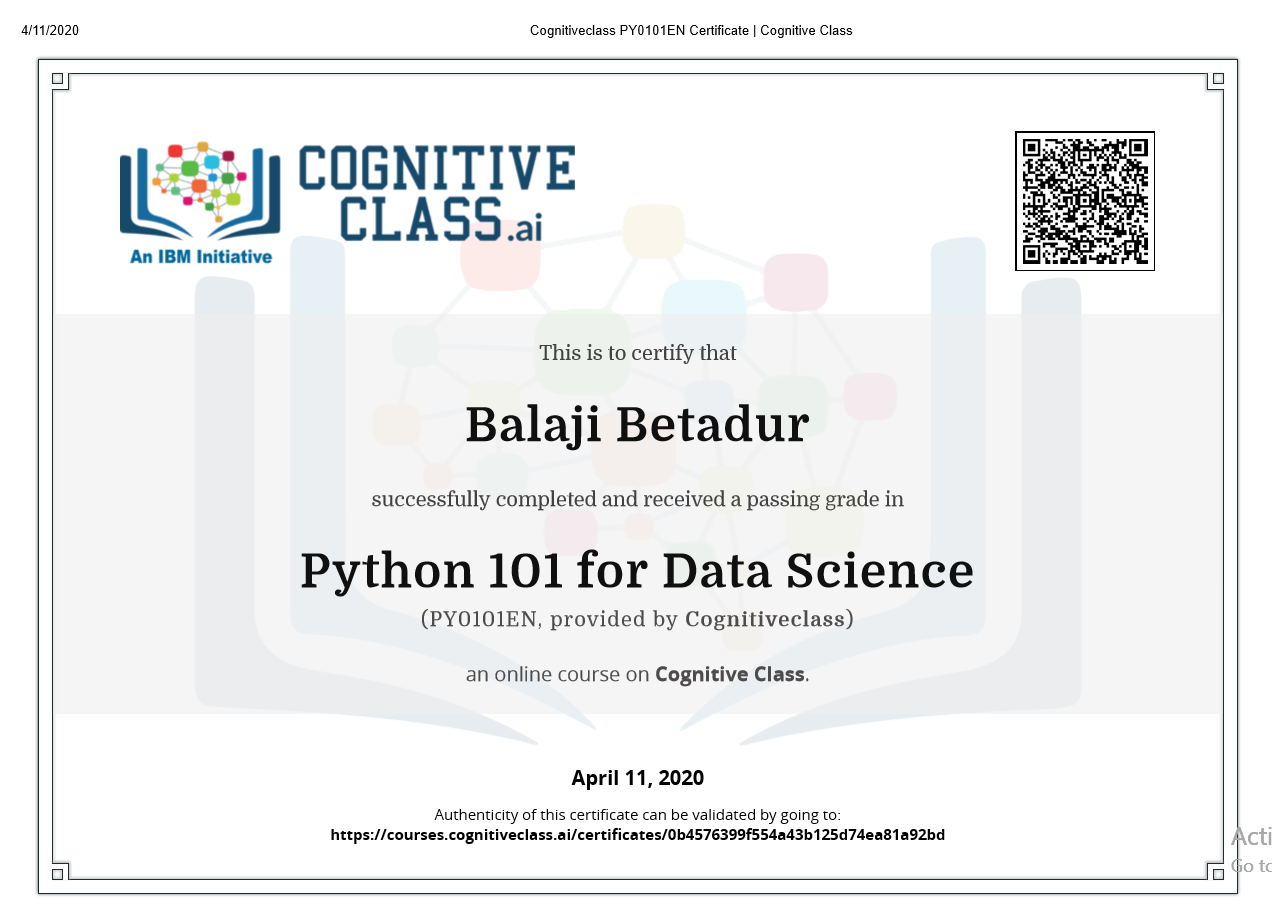 4/11/2020
Cognitiveclass PY0101EN Certificate | Cognitive Class
COGNITIVE
CLASS.ai
An IBM Initiative
This is to certify that
Balaji Betadur
successfully completed and received a passing grade in
Python 101 for Data Science
(PY0101EN, provided by Cognitiveclass)
an online course on Cognitive Class.
April 11, 2020
Authenticity of this certificate can be validated by going to:
https://courses.cognitiveclass.ai/certificates/0b4576399f554a43b125d74ea81a92bd
Acti
Go to